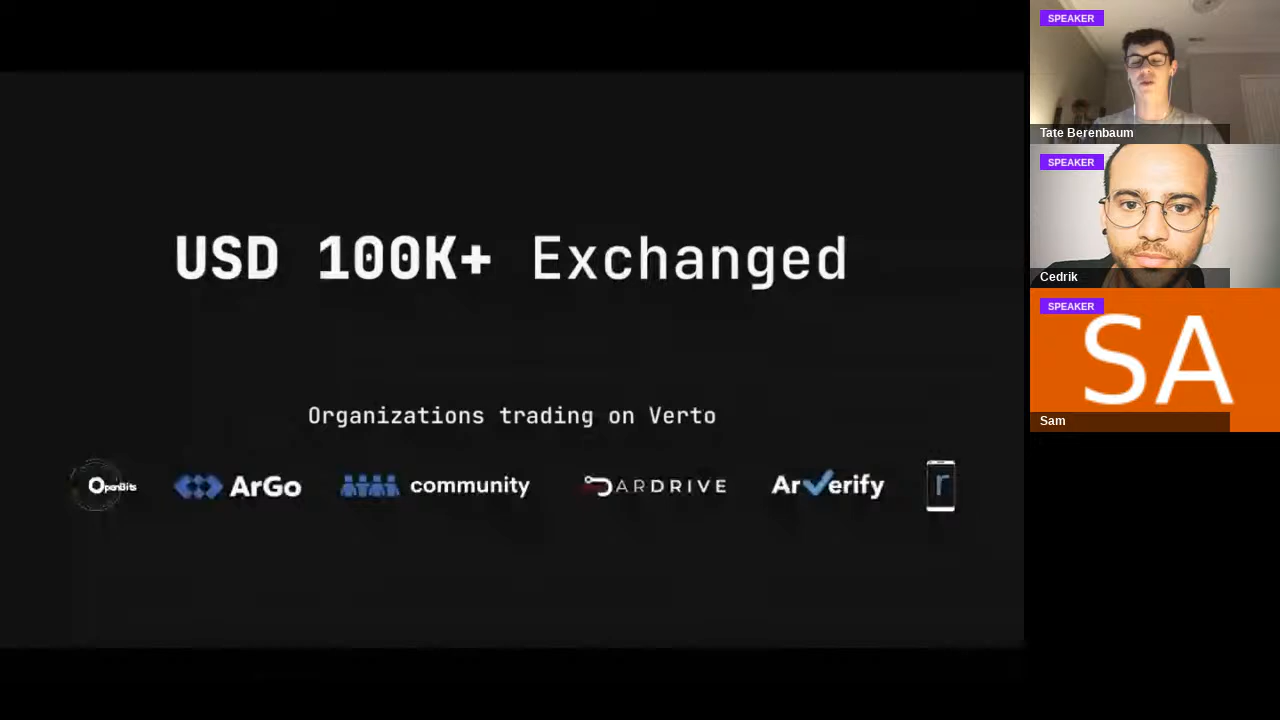 USD 100K+ Exchanged
Organizations trading on Verto
OpenBits
ArGo
community
ARDRIVE
ArVerify
r
SPEAKER
Tate Berenbaum
SPEAKER
Cedrik
SPEAKER
SA
Sam